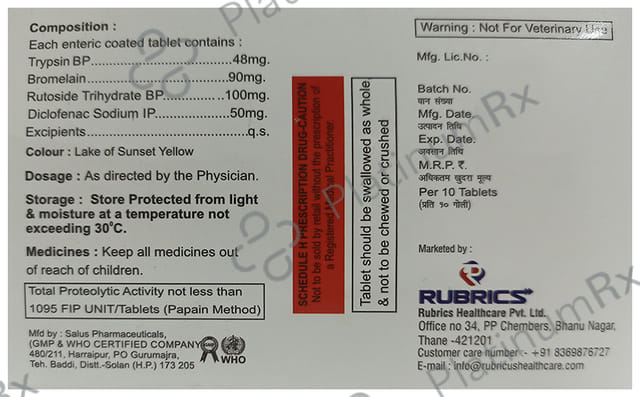 Composition :
Each enteric coated tablet contains :
Trypsin BP.................................48mg.
Bromelain.................................90mg.
Rutoside Trihydrate BP................100mg.
Diclofenac Sodium IP..................50mg.
Excipients.................................q.s.
Colour : Lake of Sunset Yellow
Dosage : As directed by the Physician.
Storage : Store Protected from light
& moisture at a temperature not
exceeding 30°C.
Medicines : Keep all medicines out
of reach of children.
Total Proteolytic Activity not less than
1095 FIP UNIT/Tablets (Papain Method)
Mfd by : Salus Pharmaceuticals,
(GMP & WHO CERTIFIED COMPANY)
480/211, Harraipur, PO Gurumajra,
Teh. Baddi, Distt.-Solan (H.P.) 173 205
GMP
WHO
SCHEDULE H PRESCRIPTION DRUG-CAUTION
Not to be sold by retail without the prescription of
a Registered Medical Practitioner.
Tablet should be swallowed as whole
& not to be chewed or crushed
Warning : Not For Veterinary Use
Mfg. Lic.No. :
Batch No.
घान संख्या
Mfg. Date.
उत्पादन तिथि
Exp. Date.
अवसान तिथि
M.R.P. ₹.
अधिकतम खुदरा मूल्य
Per 10 Tablets
(प्रति १० गोली)
Marketed by :
RUBRICS
Rubrics Healthcare Pvt. Ltd.
Office no 34, PP Chembers, Bhanu Nagar,
Thane -421201
Customer care number:- +91 8369876727
E-mail : info@rubricushealthcare.com
PlatinumRx
PlatinumRx
PlatinumRx
PlatinumRx